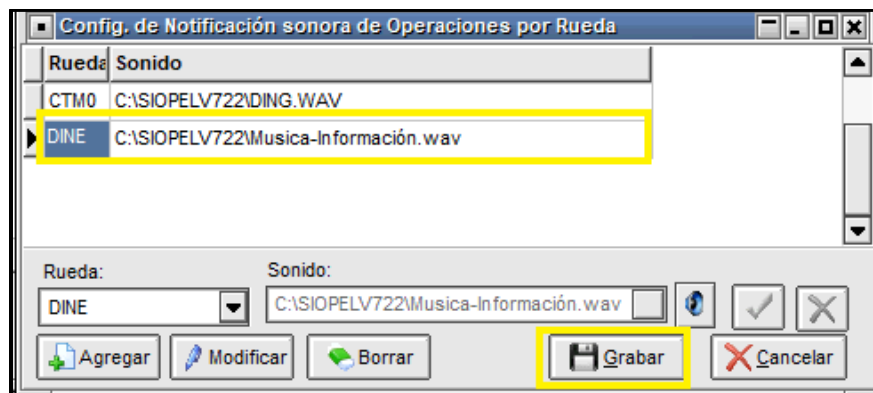 Config. de Notificación sonora de Operaciones por Rueda
Rueda Sonido
CTM0 C:\SIOPELV722\DING.WAV
DINE C:\SIOPELV722\Musica-Información.wav
Rueda: Sonido:
DINE C:\SIOPELV722\Musica-Información.wav
Agregar Modificar Borrar Grabar Cancelar